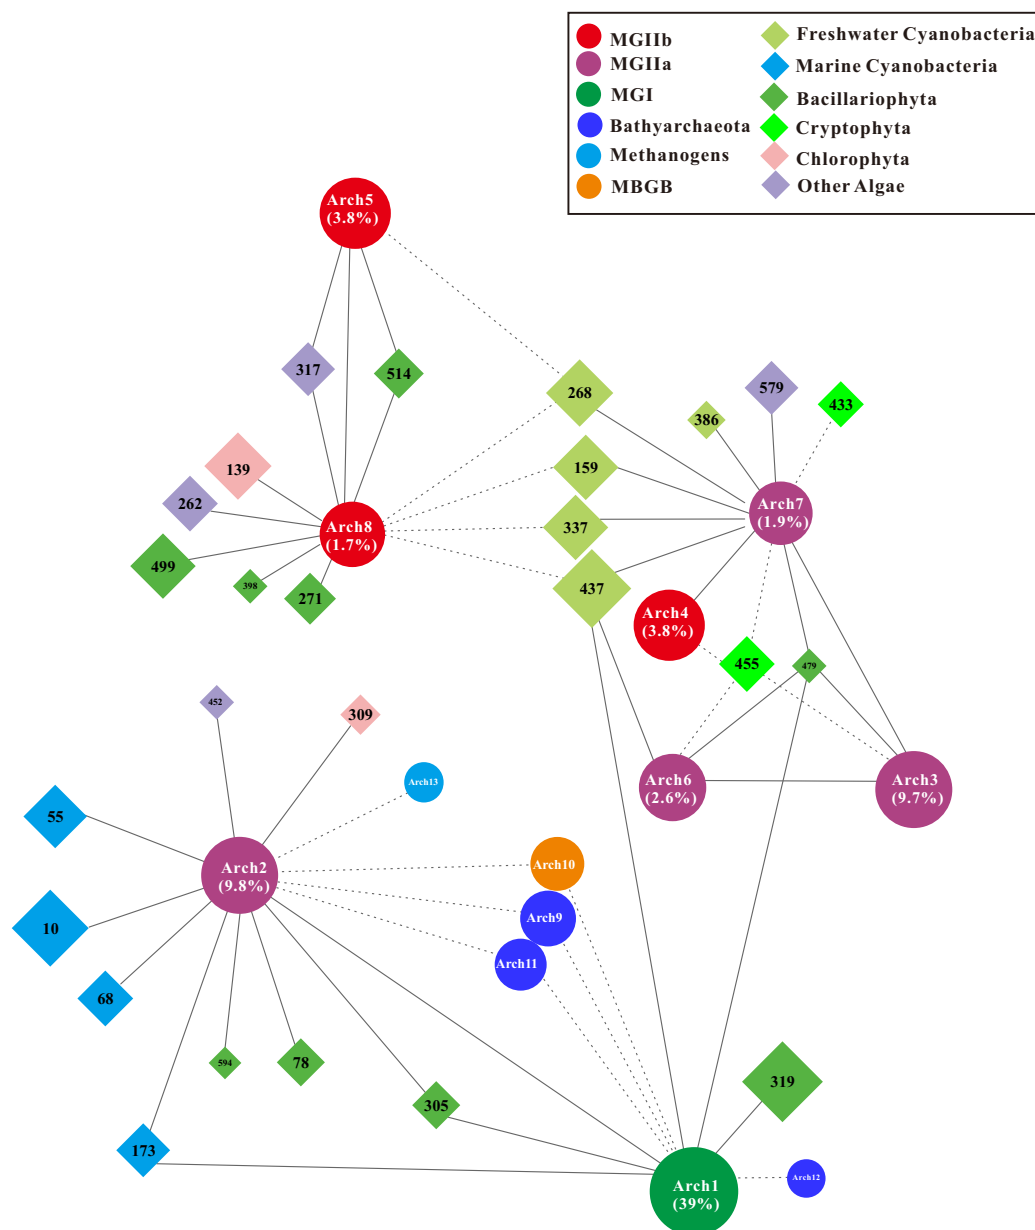 MGIIb
MGIIa
MGI
Bathyarchaeota
Methanogens
MBGB
Freshwater Cyanobacteria
Marine Cyanobacteria
Bacillariophyta
Cryptophyta
Chlorophyta
Other Algae
Arch5
(3.8%)
317
514
268
386
579
433
139
159
262
Arch7
(1.9%)
Arch8
(1.7%)
337
499
398
271
437
Arch4
(3.8%)
455
479
452
309
Arch13
Arch6
(2.6%)
Arch3
(9.7%)
55
Arch2
(9.8%)
Arch10
10
Arch9
Arch11
68
594
78
319
305
173
Arch1
(39%)
Arch12